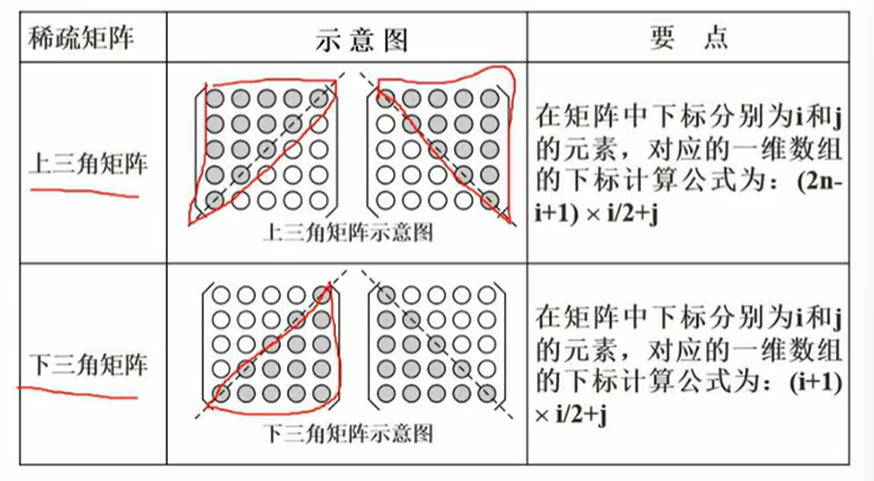 稀疏矩阵
示意图
要 点
上三角矩阵
上三角矩阵示意图
在矩阵中下标分别为i和j
的元素，对应的一维数组
的下标计算公式为：(2n-
i+1) × i/2+j
下三角矩阵
下三角矩阵示意图
在矩阵中下标分别为i和j
的元素，对应的一维数组
的下标计算公式为：(i+1)
× i/2+j